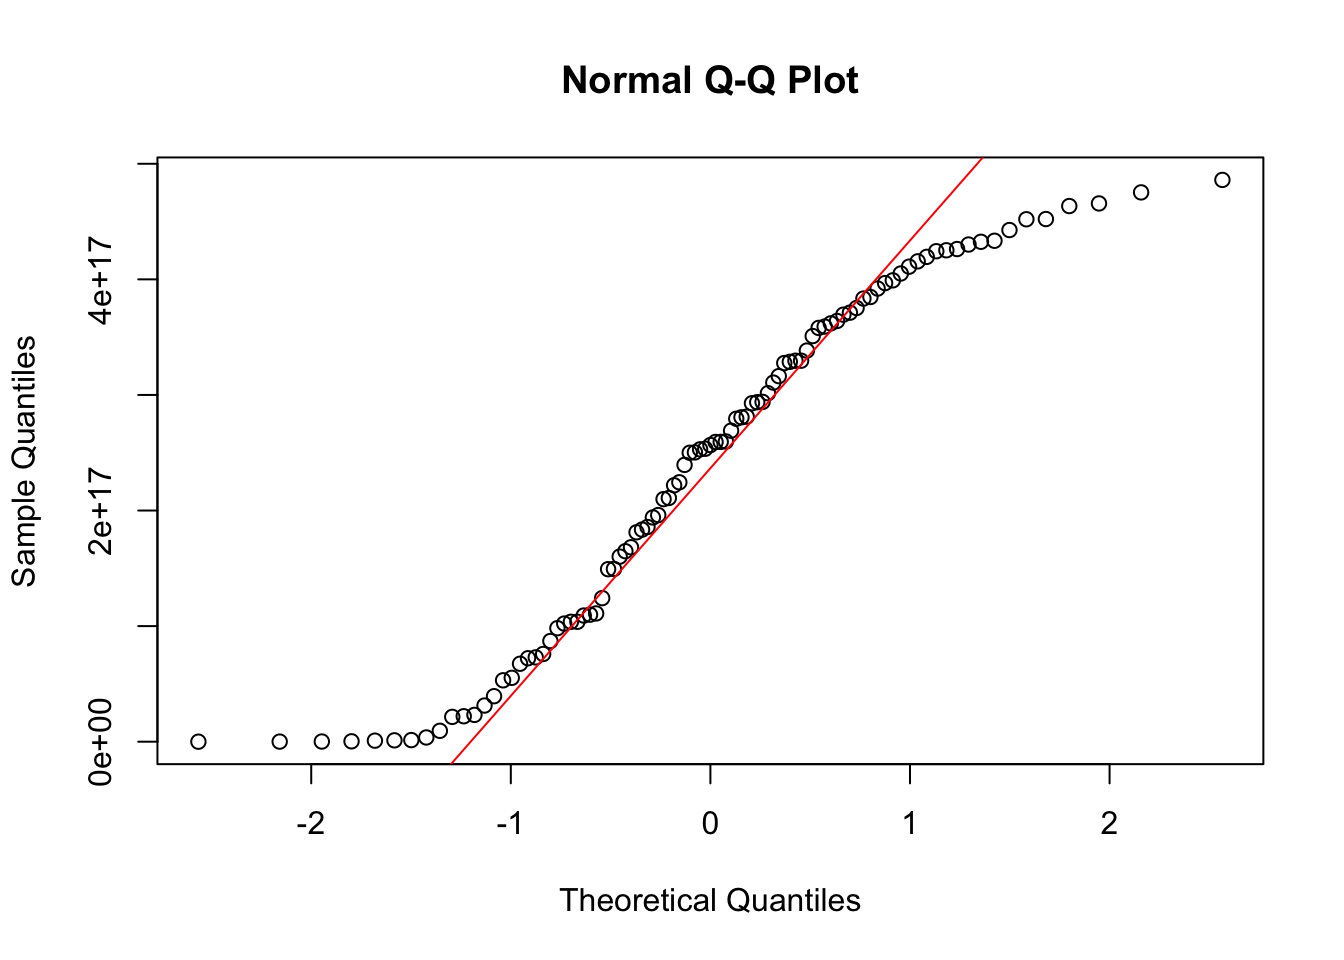 Normal Q-Q Plot
Sample Quantiles
4e+17
2e+17
0e+00
-2 -1 0 1 2
Theoretical Quantiles